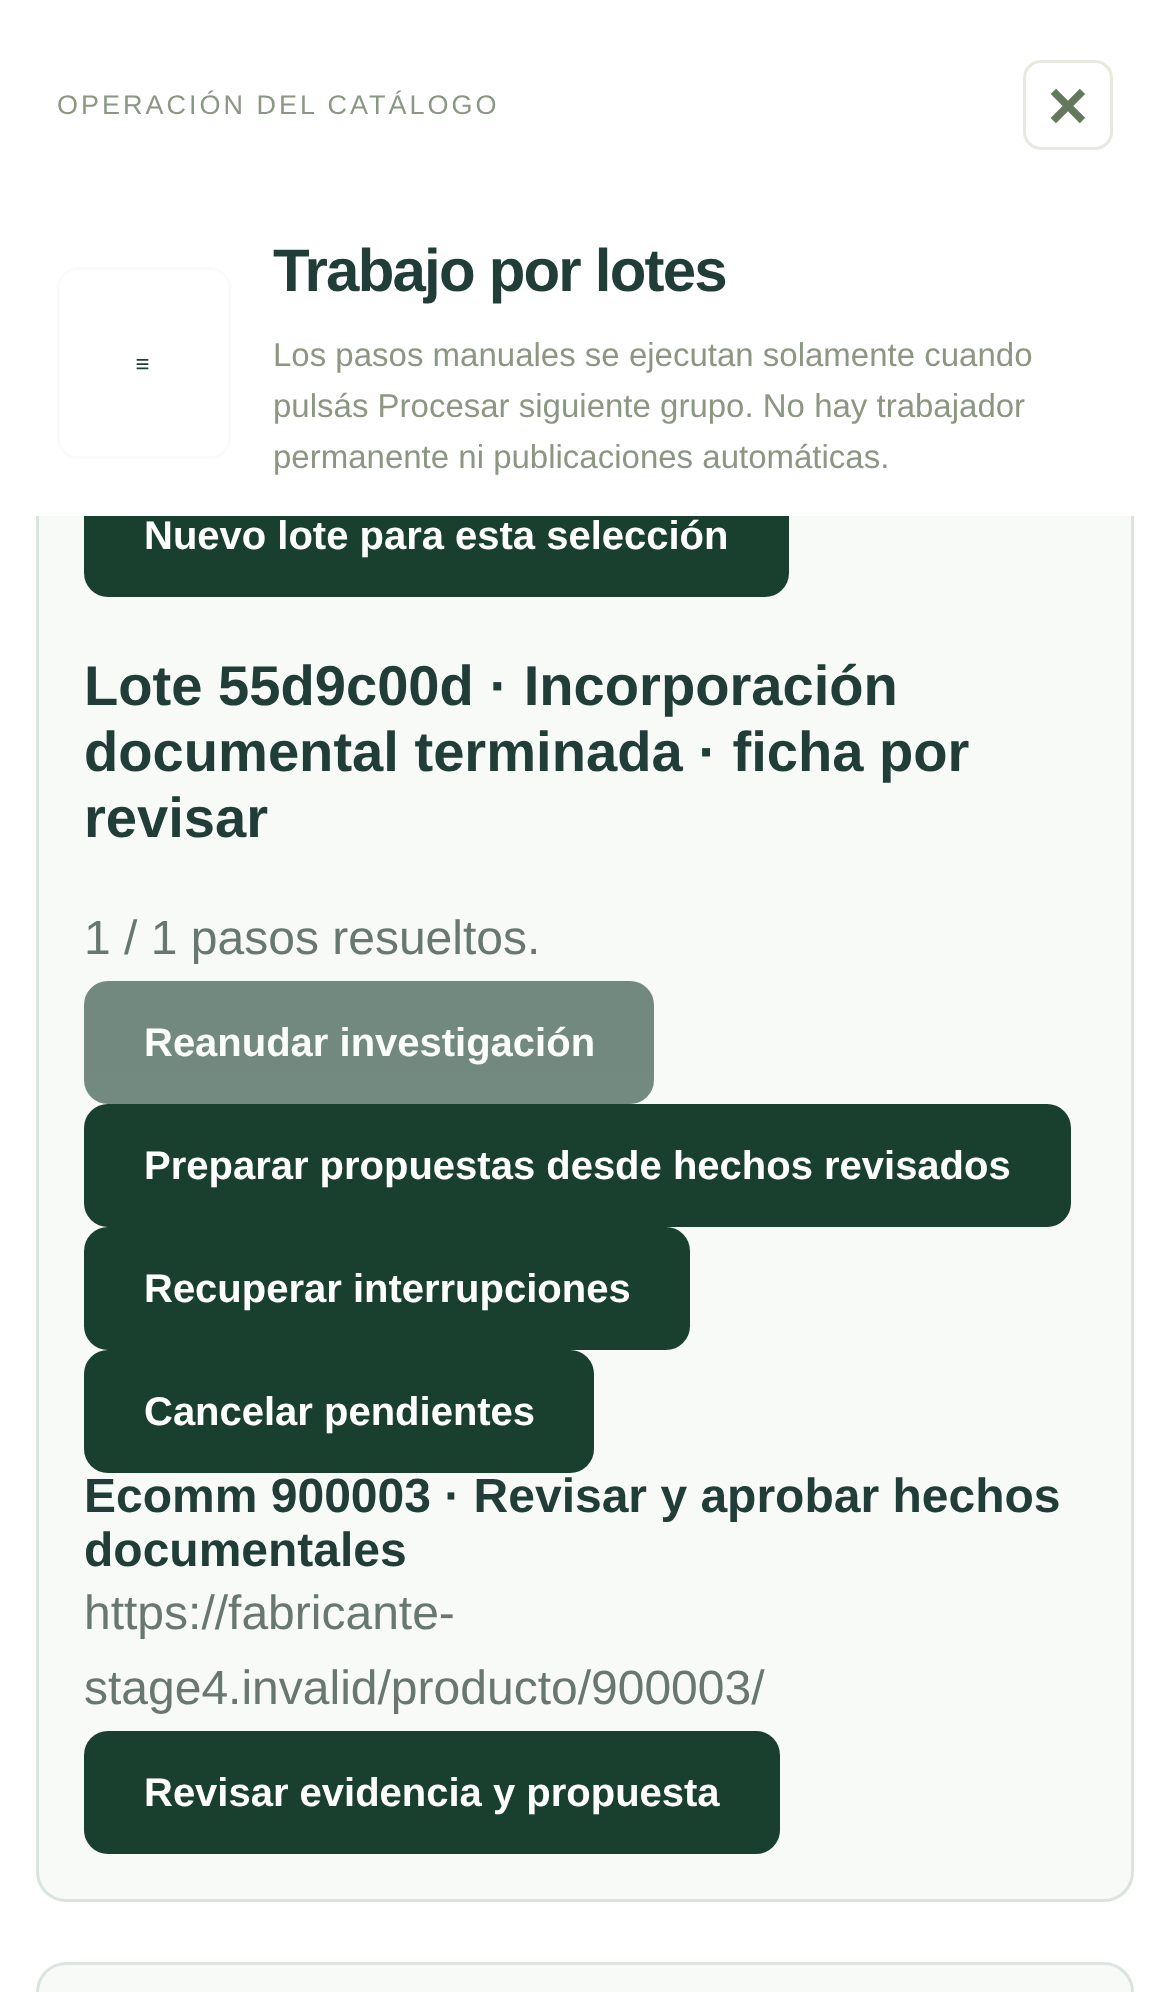 OPERACIÓN DEL CATÁLOGO
Trabajo por lotes
Los pasos manuales se ejecutan solamente cuando
pulsás Procesar siguiente grupo. No hay trabajador
permanente ni publicaciones automáticas.
Nuevo lote para esta selección
Lote 55d9c00d · Incorporación
documental terminada · ficha por
revisar
1 / 1 pasos resueltos.
Reanudar investigación
Preparar propuestas desde hechos revisados
Recuperar interrupciones
Cancelar pendientes
Ecomm 900003 · Revisar y aprobar hechos
documentales
https://fabricante-
stage4.invalid/producto/900003/
Revisar evidencia y propuesta